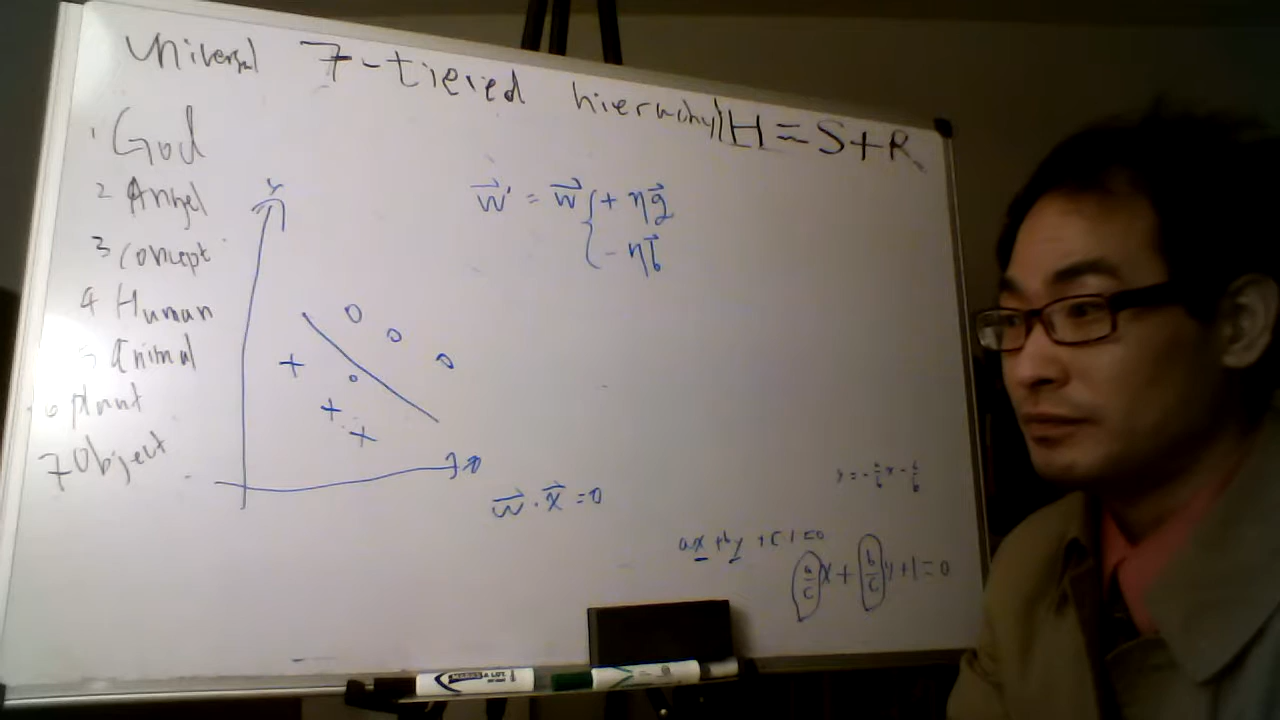 universal 7-tiered hierarchy H = S+R
1 God
2 Angel
3 concept
4 Human
5 animal
6 plant
7 Object
y
w⃗' = w⃗ { + ηg⃗
- ηb⃗
w⃗ · x⃗ = 0
ax + by + c1 = 0
a/c x + b/c y + 1 = 0